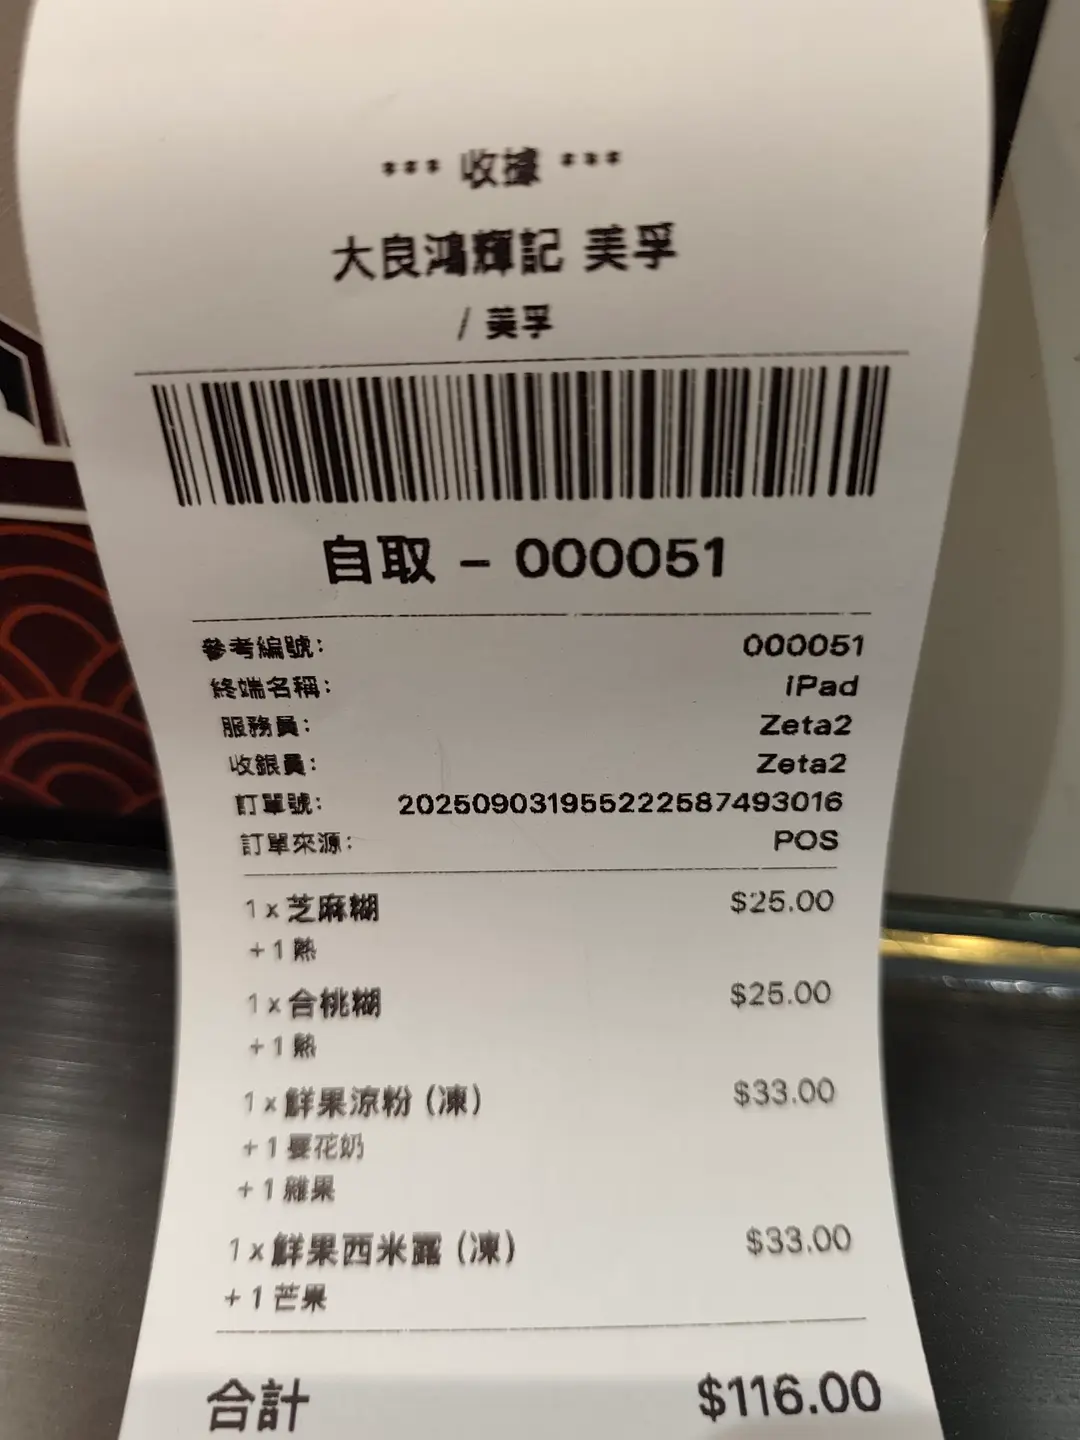 *** 收據 ***
大良鴻輝記 美孚
/ 美孚
自取 – 000051
參考編號: 000051
終端名稱: iPad
服務員: Zeta2
收銀員: Zeta2
訂單號: 202509031955222587493016
訂單來源: POS
1 x 芝麻糊 $25.00
+ 1 熱
1 x 合桃糊 $25.00
+ 1 熱
1 x 鮮果涼粉 (凍) $33.00
+ 1 要花奶
+ 1 雜果
1 x 鮮果西米露 (凍) $33.00
+ 1 芒果
合計 $116.00